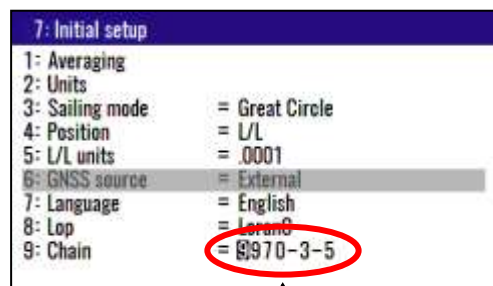 7: Initial setup
1: Averaging
2: Units
3: Sailing mode = Great Circle
4: Position = L/L
5: L/L units = .0001
6: GNSS source = External
7: Language = English
8: Lop = LoranC
9: Chain = 9970-3-5